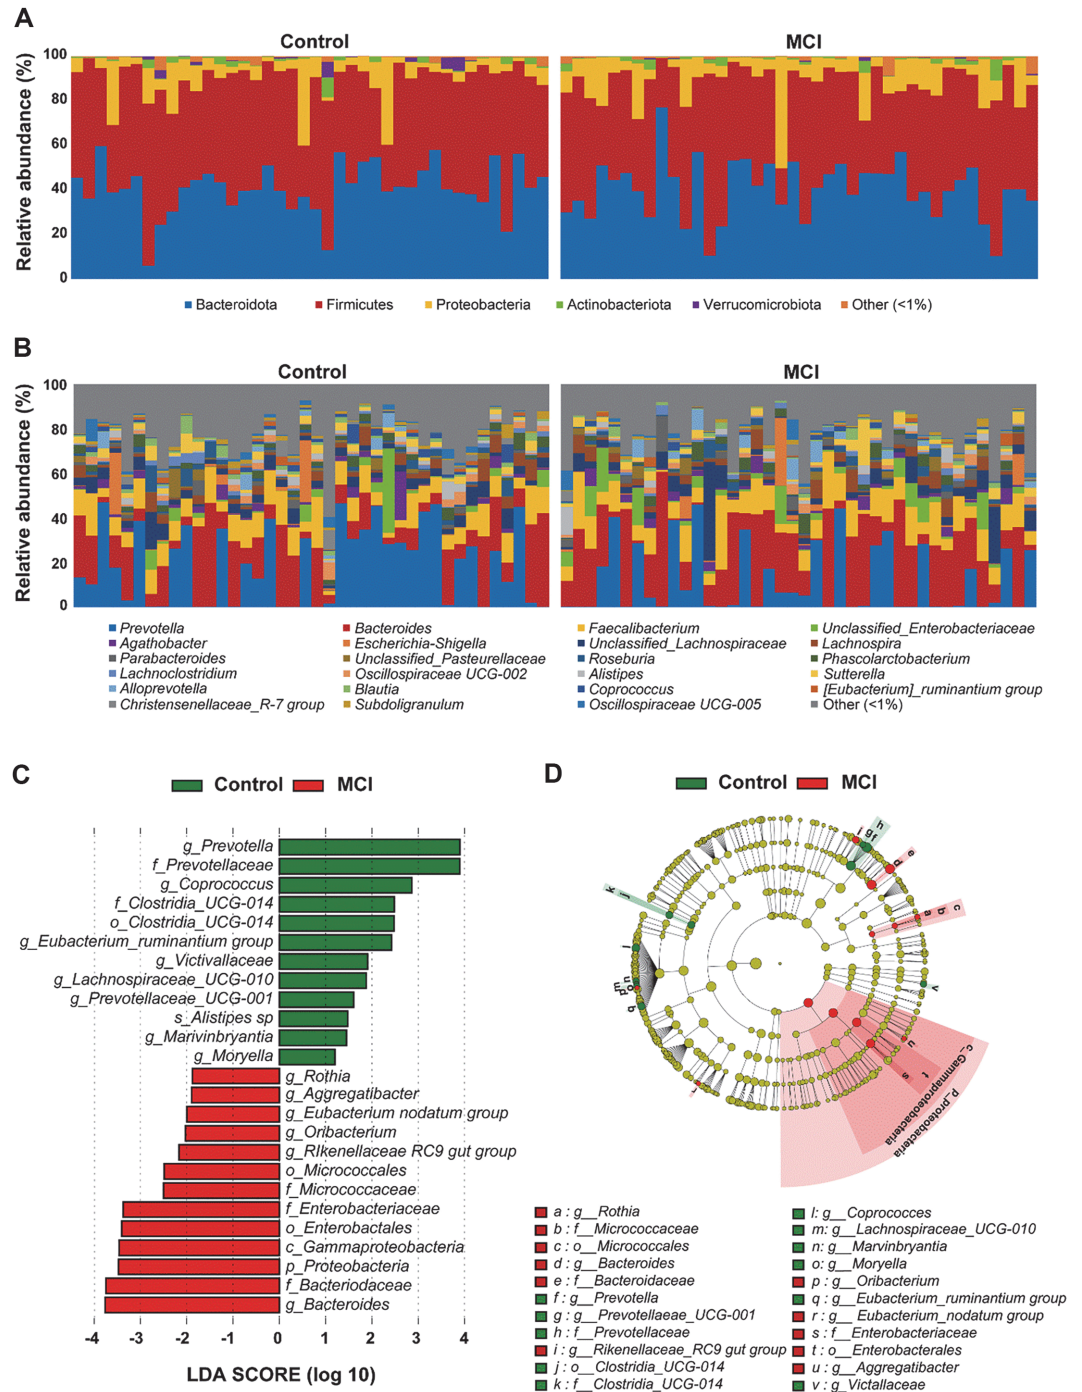 A
Control
MCI
Relative abundance (%)
100
80
60
40
20
0
Bacteroidota
Firmicutes
Proteobacteria
Actinobacteriota
Verrucomicrobiota
Other (<1%)
B
Control
MCI
Relative abundance (%)
100
80
60
40
20
0
Prevotella
Bacteroides
Faecalibacterium
Unclassified_Enterobacteriaceae
Agathobacter
Escherichia-Shigella
Unclassified_Lachnospiraceae
Lachnospira
Parabacteroides
Unclassified_Pasteurellaceae
Roseburia
Phascolarctobacterium
Lachnoclostridium
Oscillospiraceae UCG-002
Alistipes
Sutterella
Alloprevotella
Blautia
Coprococcus
[Eubacterium]_ruminantium group
Christensenellaceae_R-7 group
Subdoligranulum
Oscillospiraceae UCG-005
Other (<1%)
C
Control
MCI
g_Prevotella
f_Prevotellaceae
g_Coprococcus
f_Clostridia_UCG-014
o_Clostridia_UCG-014
g_Eubacterium_ruminantium group
g_Victivallaceae
g_Lachnospiraceae_UCG-010
g_Prevotellaceae_UCG-001
s_Alistipes sp
g_Marivinbryantia
g_Moryella
g_Rothia
g_Aggregatibacter
g_Eubacterium nodatum group
g_Oribacterium
g_RIkenellaceae RC9 gut group
o_Micrococcales
f_Micrococcaceae
f_Enterobacteriaceae
o_Enterobactales
c_Gammaproteobacteria
p_Proteobacteria
f_Bacteriodaceae
g_Bacteroides
-4
-3
-2
-1
0
1
2
3
4
LDA SCORE (log 10)
D
Control
MCI
h
g
f
i
e
d
c
b
a
k
j
l
n
m
o
p
q
r
v
u
t
s
c_Gammaproteobacteria
p_proteobacteria
a : g__Rothia
b : f__Micrococcaceae
c : o__Micrococcales
d : g__Bacteroides
e : f__Bacteroidaceae
f : g__Prevotella
g : g__Prevotellaeae_UCG-001
h : f__Prevotellaceae
i : g__Rikenellaceae_RC9 gut group
j : o__Clostridia_UCG-014
k : f__Clostridia_UCG-014
l: g__Coprococces
m: g__Lachnospiraceae_UCG-010
n: g__Marvinbryantia
o: g__Moryella
p : g__Oribacterium
q : g__Eubacterium_ruminantium group
r : g__ Eubacterium_nodatum group
s : f__Enterobacteriaceae
t : o__Enterobacterales
u : g_Aggregatibacter
v : g_Victallaceae